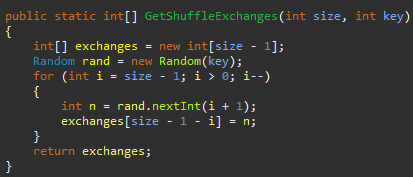 public static int[] GetShuffleExchanges(int size, int key)
{
    int[] exchanges = new int[size - 1];
    Random rand = new Random(key);
    for (int i = size - 1; i > 0; i--)
    {
        int n = rand.nextInt(i + 1);
        exchanges[size - 1 - i] = n;
    }
    return exchanges;
}